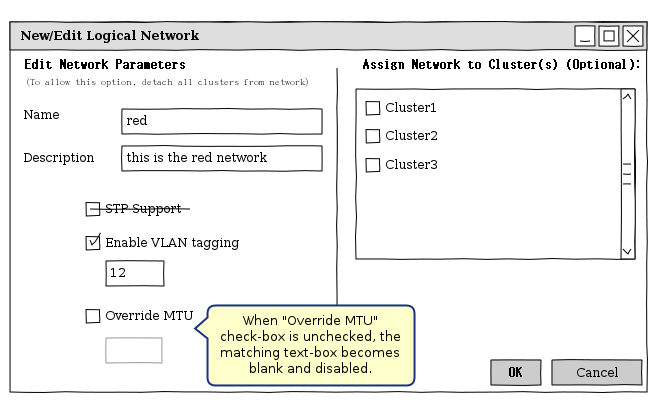 New/Edit Logical Network
Edit Network Parameters
(To allow this option, detach all clusters from network)
Name
red
Description
this is the red network
STP Support
Enable VLAN tagging
12
Override MTU
When "Override MTU"
check-box is unchecked, the
matching text-box becomes
blank and disabled.
Assign Network to Cluster(s) (Optional):
Cluster1
Cluster2
Cluster3
OK
Cancel